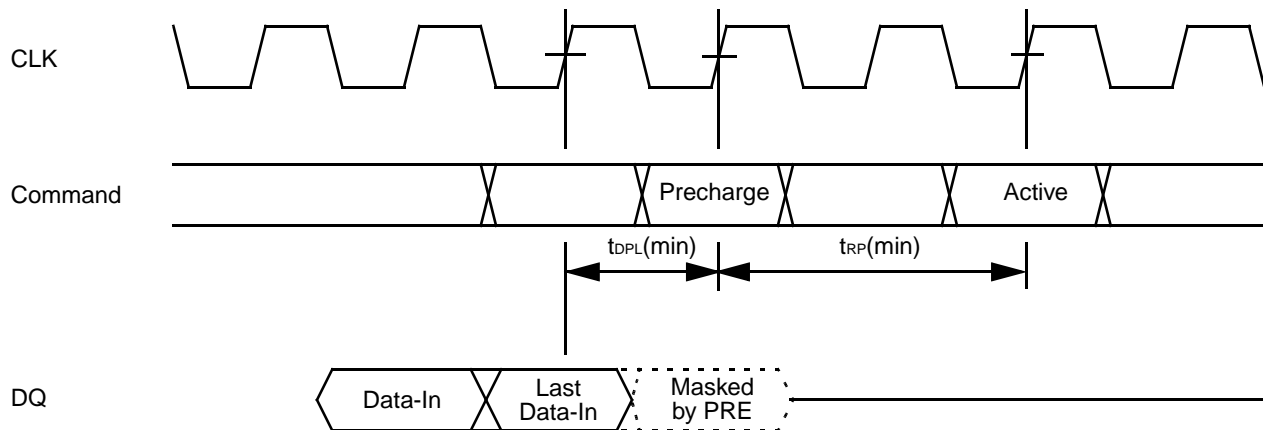 CLK
Command
Precharge
Active
tDPL(min)
tRP(min)
DQ
Data-In
Last
Data-In
Masked
by PRE